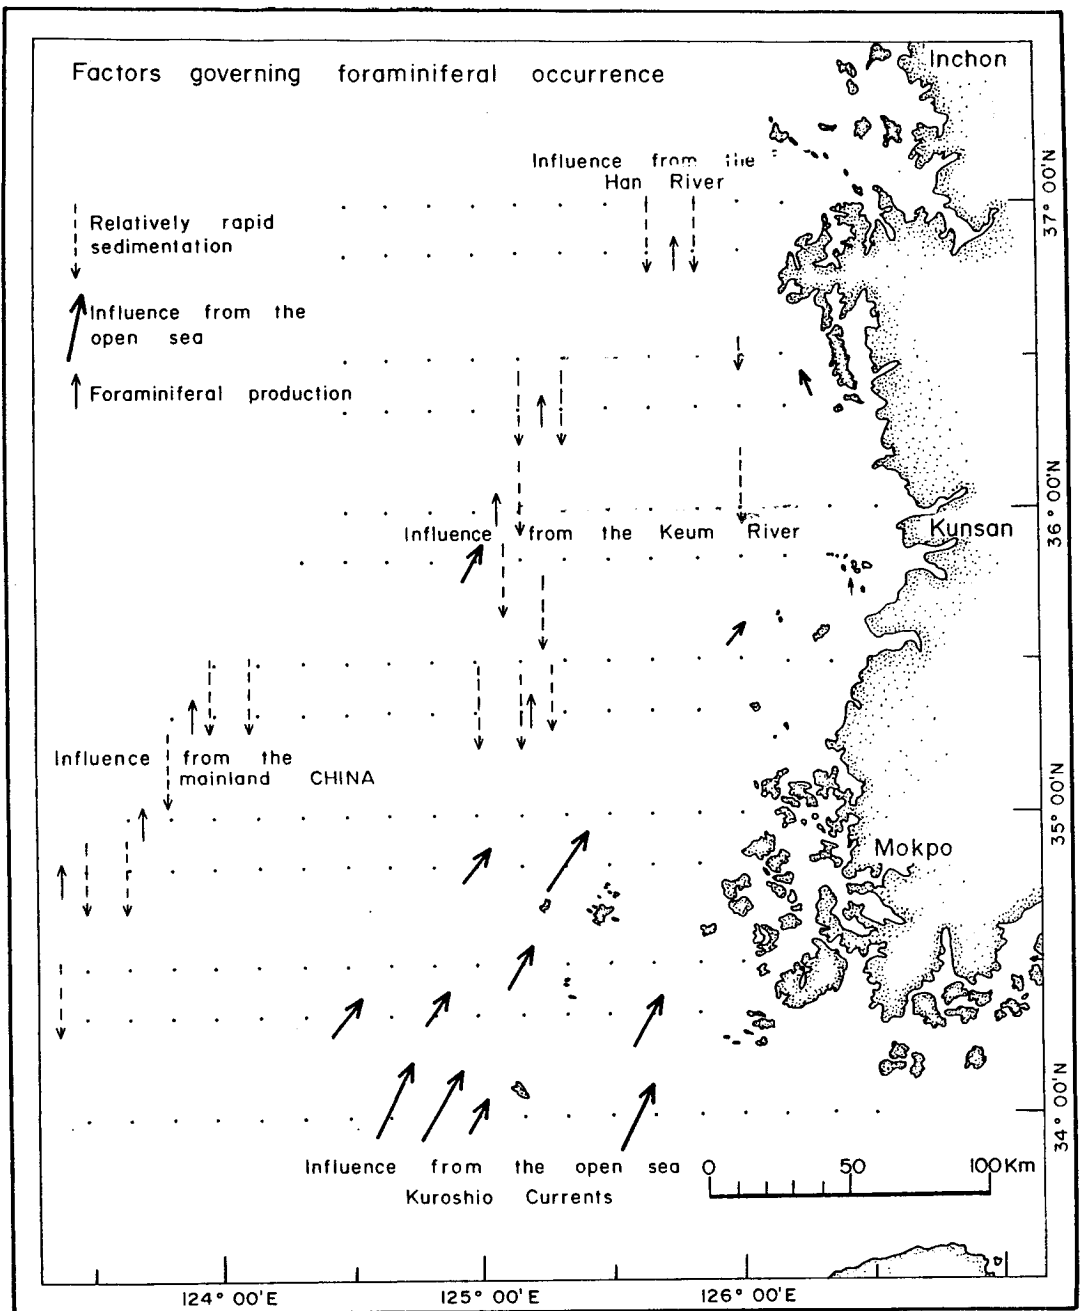 Factors governing foraminiferal occurrence
Inchon
Influence from the
Han River
37° 00'N
Relatively rapid
sedimentation
Influence from the
open sea
Foraminiferal production
36° 00'N
Influence from the Keum River
Kunsan
Influence from the
mainland CHINA
35° 00'N
Mokpo
34° 00'N
Influence from the open sea
Kuroshio Currents
0 50 100Km
124° 00'E 125° 00'E 126° 00'E